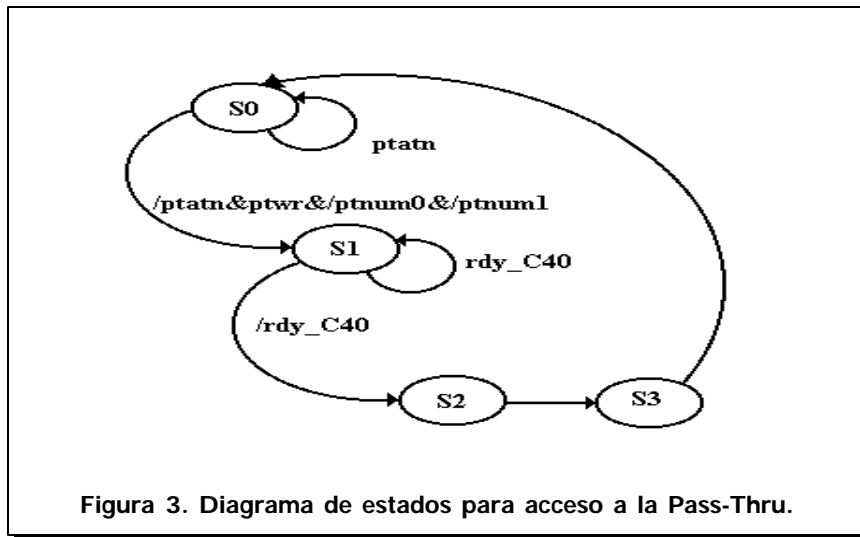 S0
ptatn
/ptatn&ptwr&/ptnum0&/ptnum1
S1
rdy_C40
/rdy_C40
S2
S3
Figura 3. Diagrama de estados para acceso a la Pass-Thru.